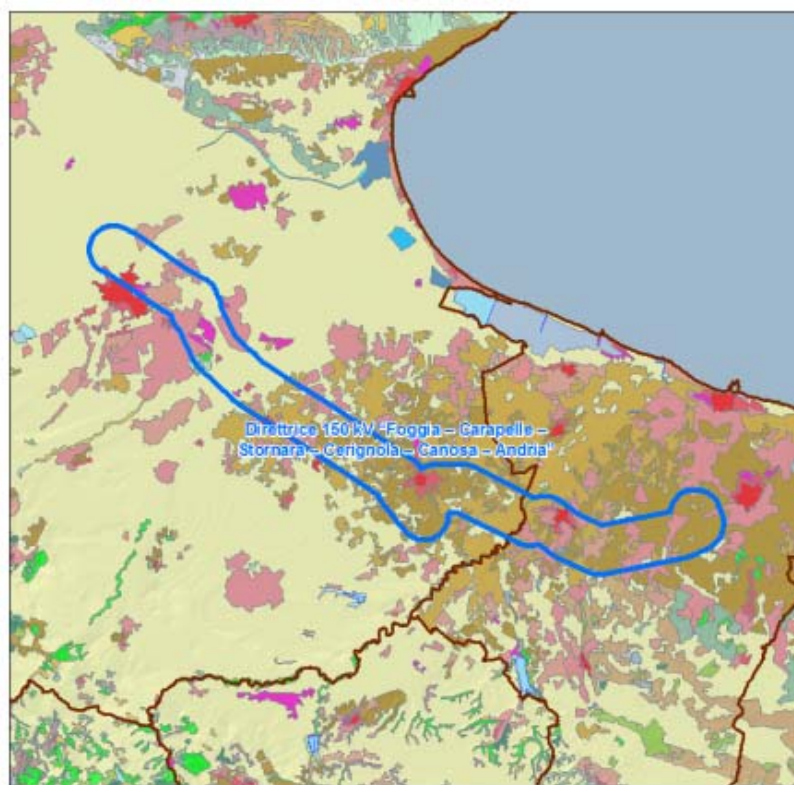 Direttrice 150 kV "Foggia – Carapelle –
Stornara – Cerignola – Canosa – Andria"